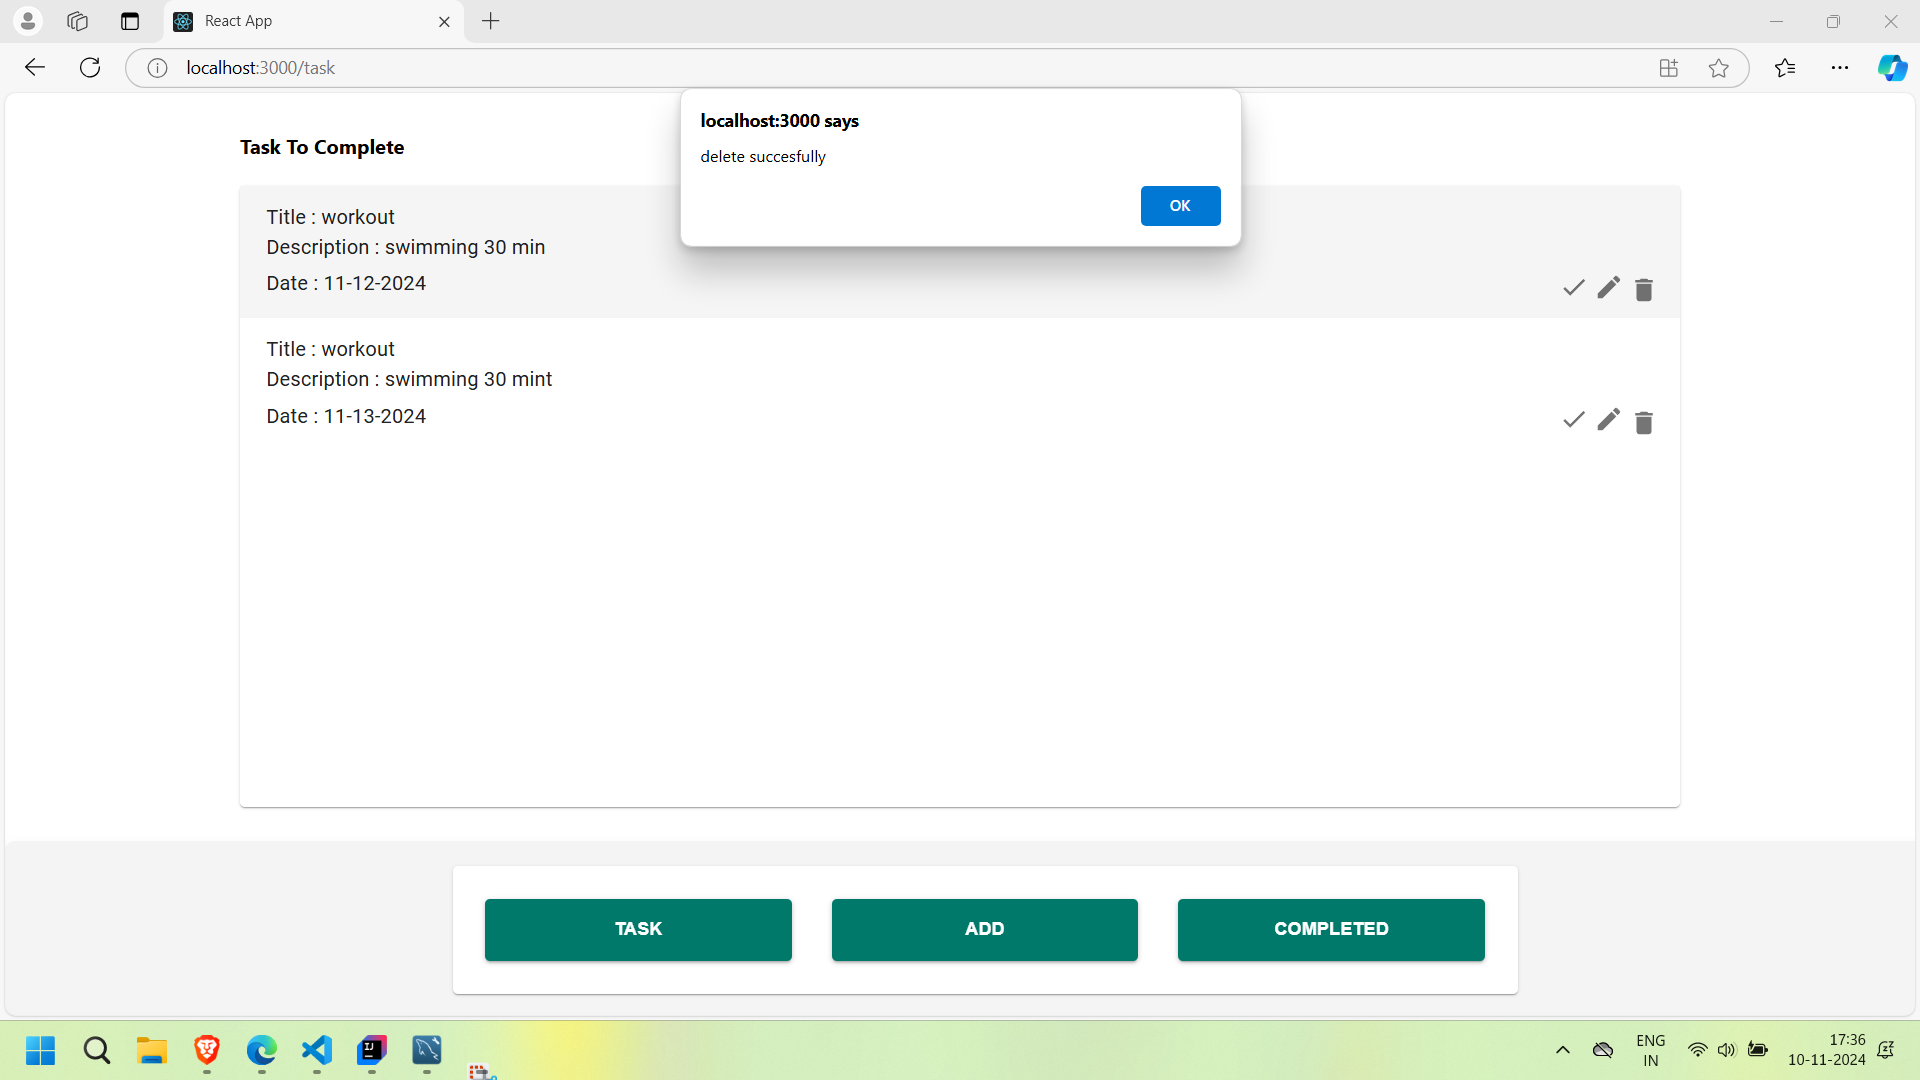 React App
localhost:3000/task
localhost:3000 says
delete succesfully
OK
Task To Complete
Title : workout
Description : swimming 30 min
Date : 11-12-2024
Title : workout
Description : swimming 30 mint
Date : 11-13-2024
TASK
ADD
COMPLETED
IJ
ENG
IN
17:36
10-11-2024